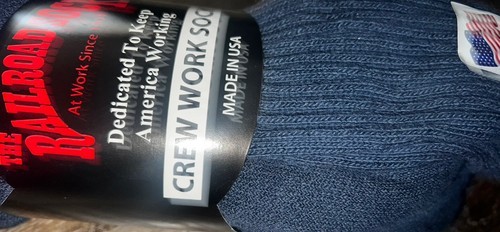 THE
RAILROAD
At Work Since
Dedicated To Keep
America Working
CREW WORK SOC
MADE IN USA